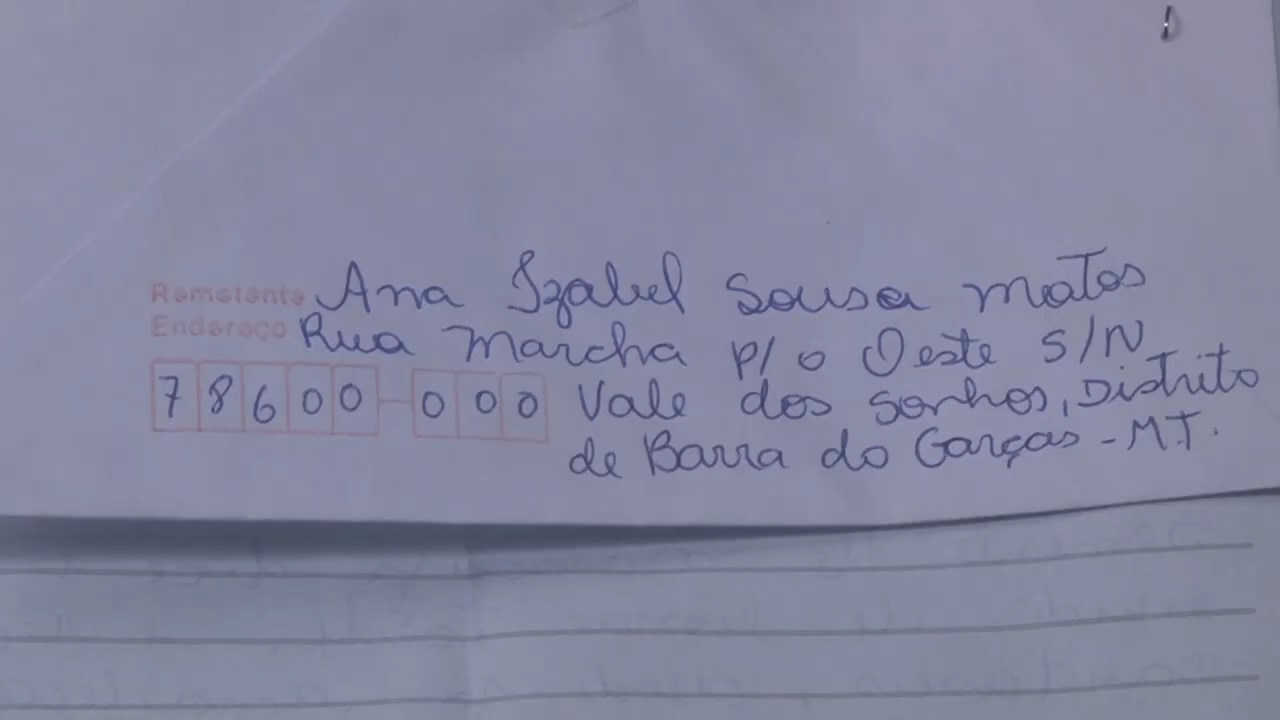 Remetente Ana Izabel Sousa Matos
Endereço Rua Marcha p/ o Oeste S/N
78600-000 Vale dos Sonhos, Distrito
de Barra do Garças - M.T.